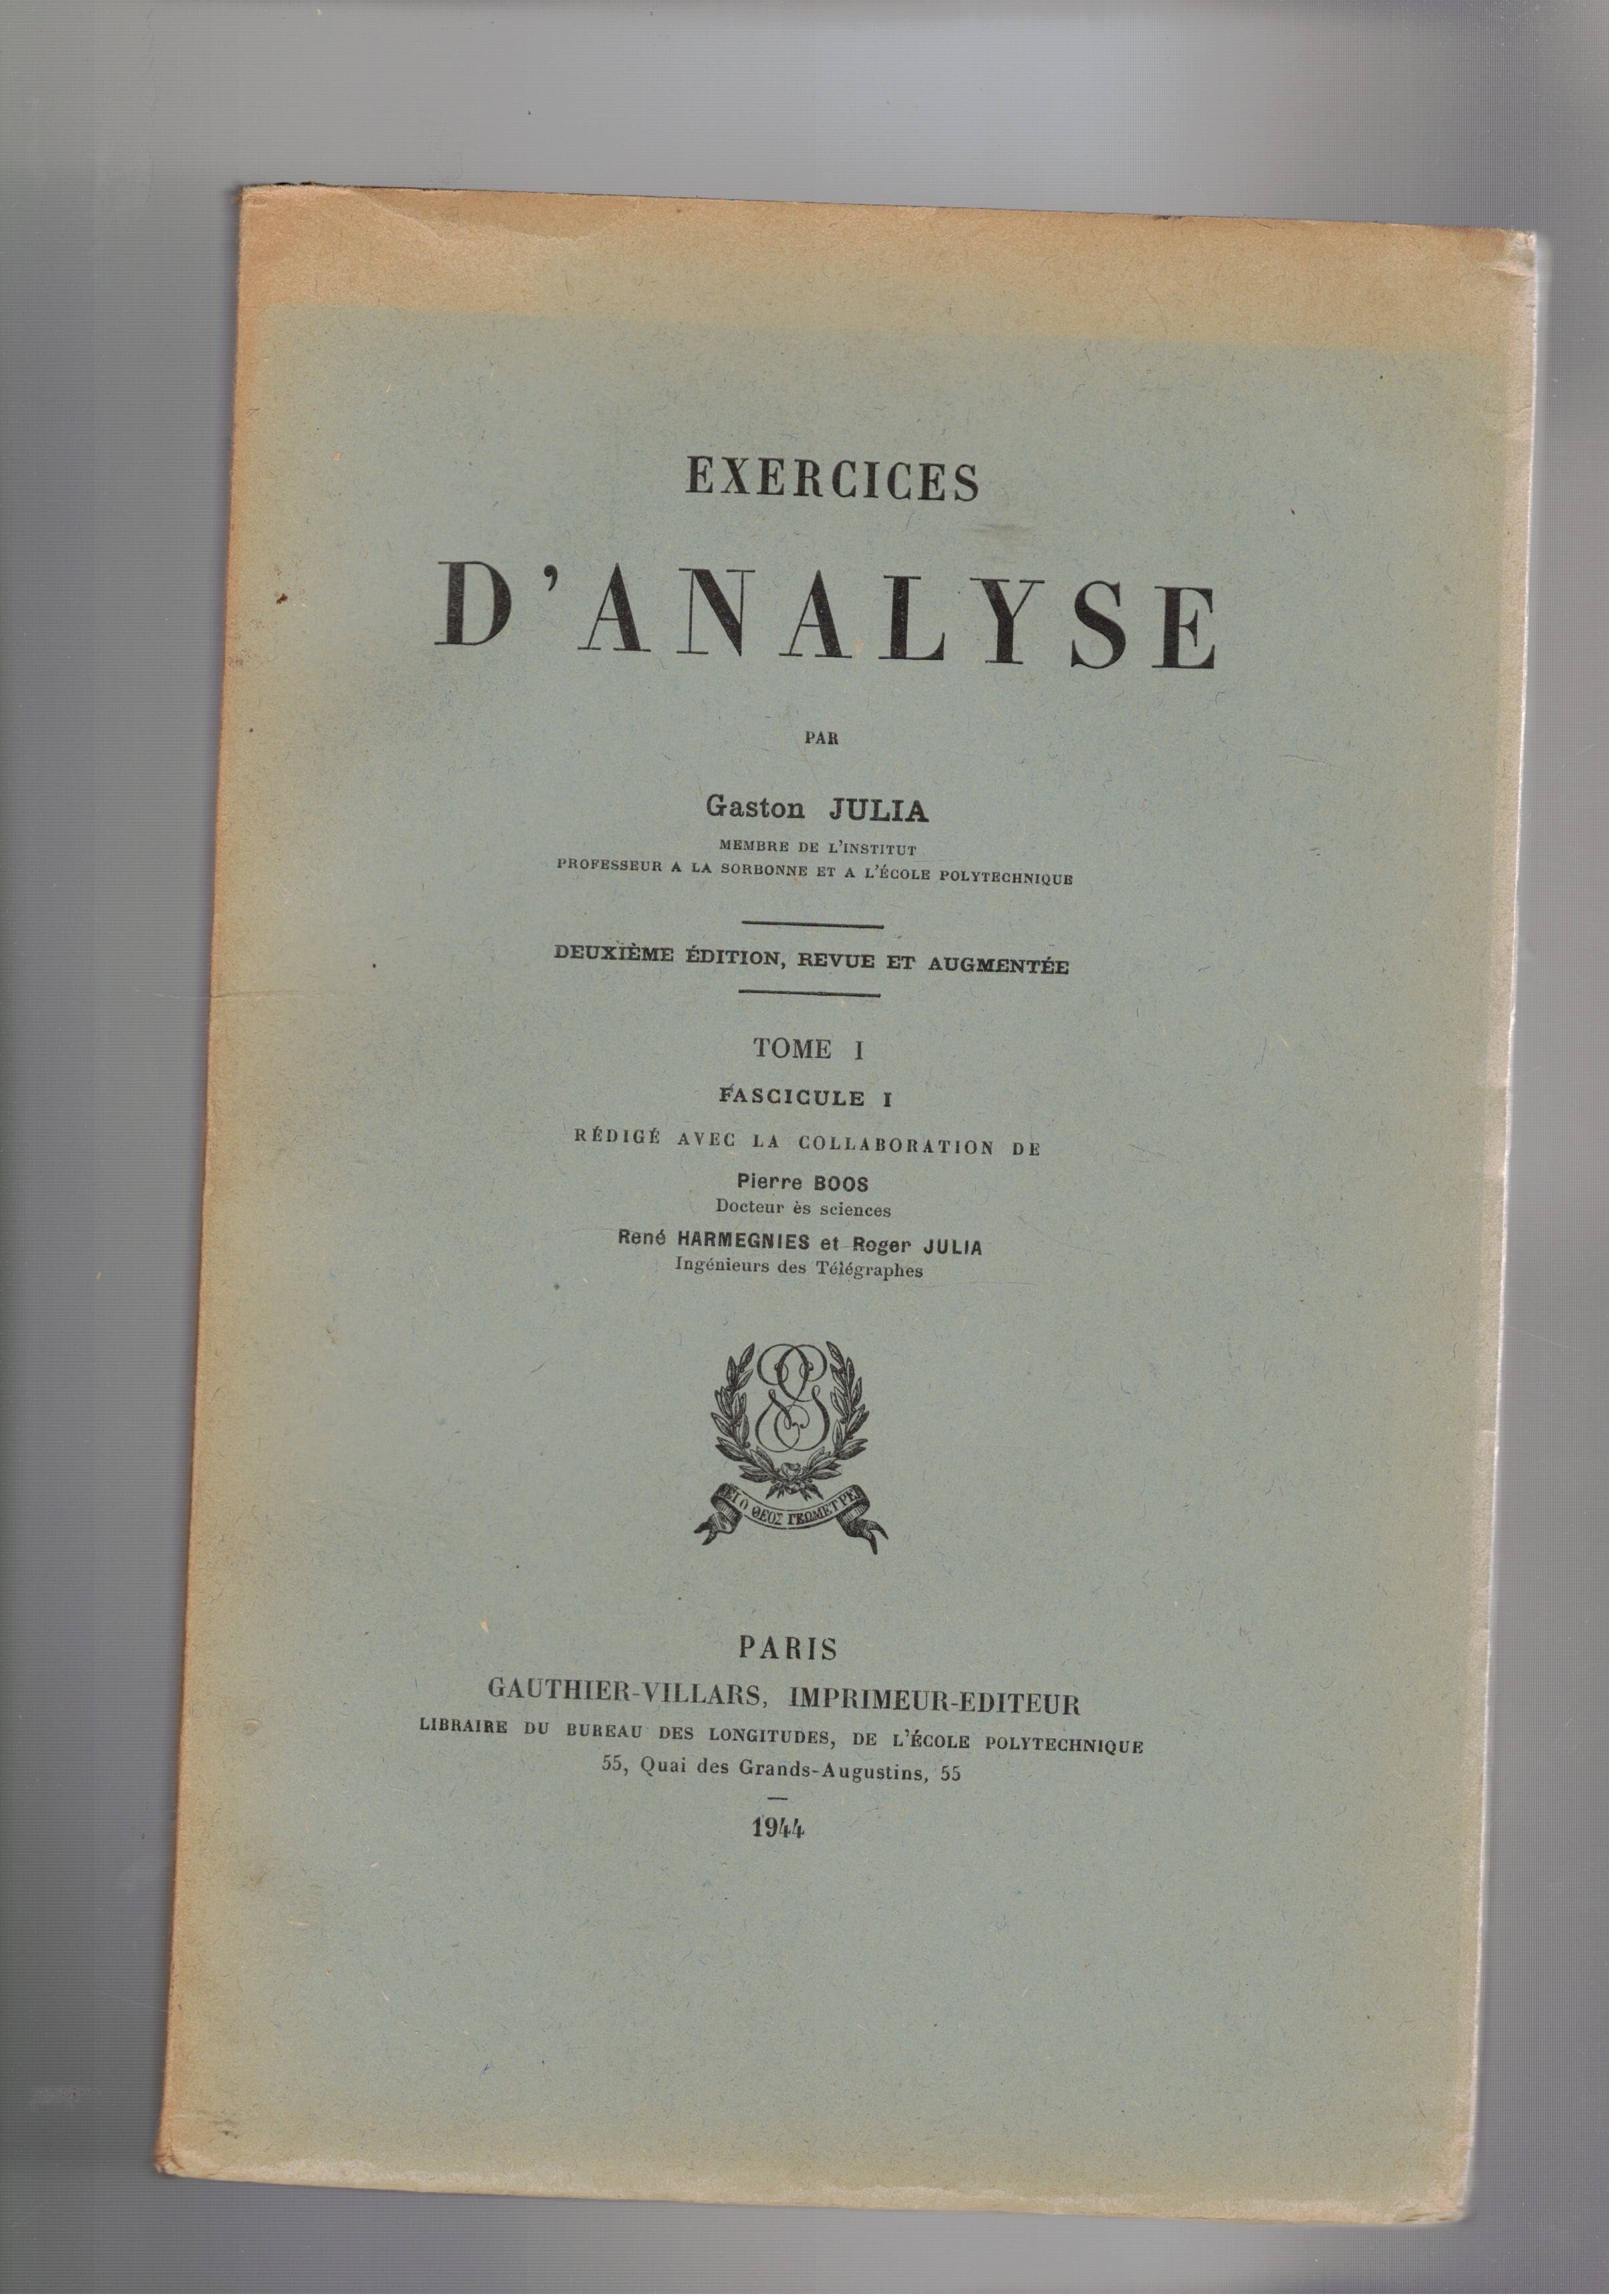 EXERCICES
D'ANALYSE
PAR
Gaston JULIA
MEMBRE DE L'INSTITUT
PROFESSEUR A LA SORBONNE ET A L'ÉCOLE POLYTECHNIQUE
DEUXIÈME ÉDITION, REVUE ET AUGMENTÉE
TOME I
FASCICULE I
RÉDIGÉ AVEC LA COLLABORATION DE
Pierre BOOS
Docteur ès sciences
René HARMEGNIES et Roger JULIA
Ingénieurs des Télégraphes
ΕΙ Ο ΘΕΟΣ ΓΕΩΜΕΤΡΕΙ
PARIS
GAUTHIER-VILLARS, IMPRIMEUR-EDITEUR
LIBRAIRE DU BUREAU DES LONGITUDES, DE L'ÉCOLE POLYTECHNIQUE
55, Quai des Grands-Augustins, 55
1944